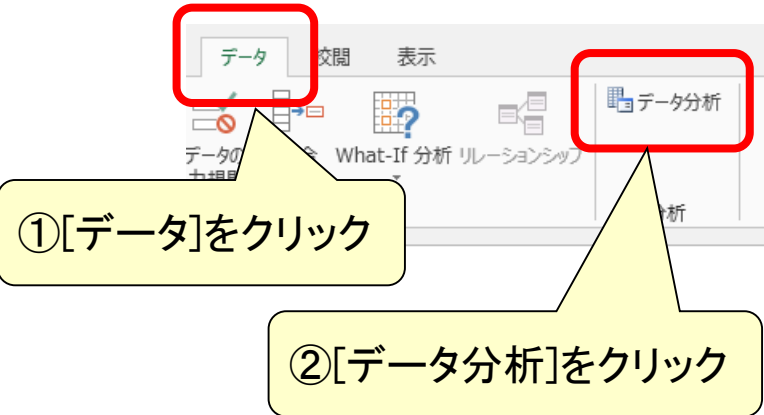 データ 校閲 表示
データ分析
データの What-If 分析 リレーションシップ
分析
①[データ]をクリック
②[データ分析]をクリック